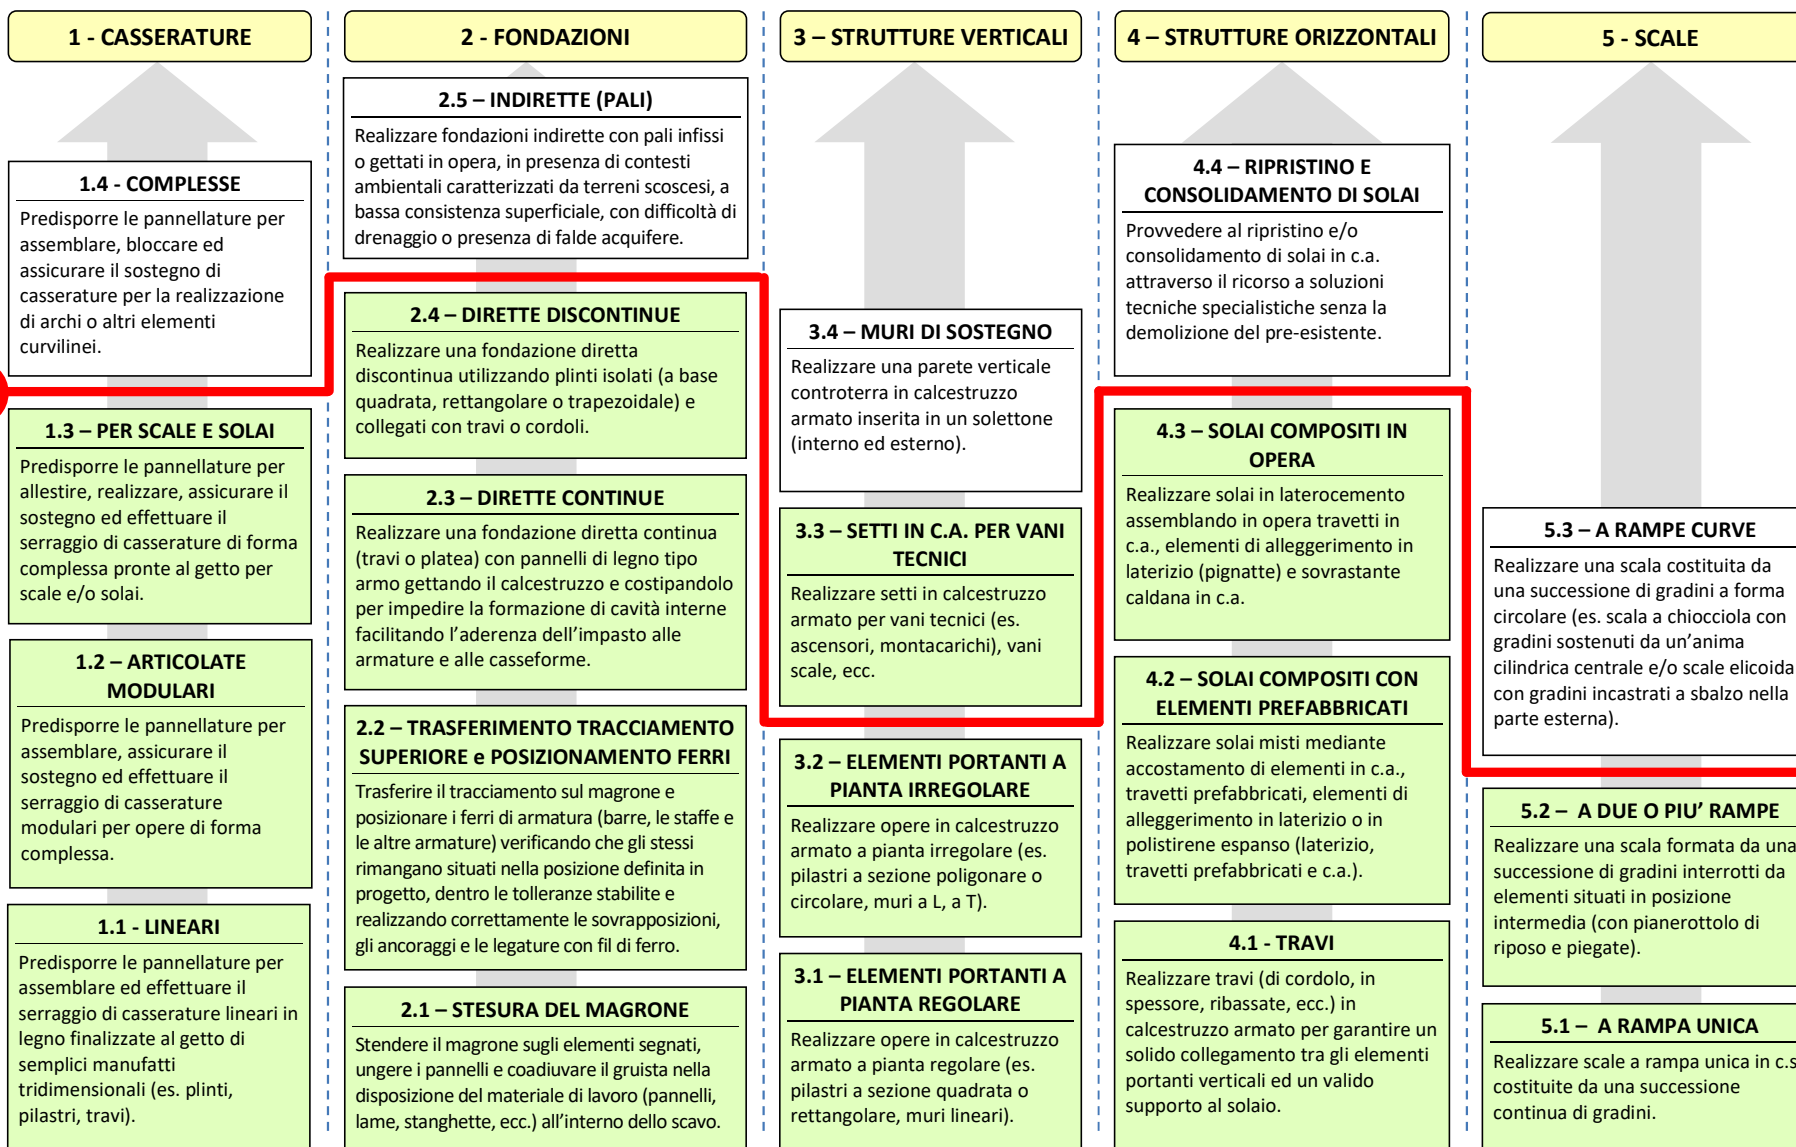 1 - CASSERATURE
1.4 - COMPLESSE
Predisporre le pannellature per
assemblare, bloccare ed
assicurare il sostegno di
casserature per la realizzazione
di archi o altri elementi
curvilinei.
1.3 – PER SCALE E SOLAI
Predisporre le pannellature per
allestire, realizzare, assicurare il
sostegno ed effettuare il
serraggio di casserature di forma
complessa pronte al getto per
scale e/o solai.
1.2 – ARTICOLATE
MODULARI
Predisporre le pannellature per
assemblare, assicurare il
sostegno ed effettuare il
serraggio di casserature
modulari per opere di forma
complessa.
1.1 - LINEARI
Predisporre le pannellature per
assemblare ed effettuare il
serraggio di casserature lineari in
legno finalizzate al getto di
semplici manufatti
tridimensionali (es. plinti,
pilastri, travi).
2 - FONDAZIONI
2.5 – INDIRETTE (PALI)
Realizzare fondazioni indirette con pali infissi
o gettati in opera, in presenza di contesti
ambientali caratterizzati da terreni scoscesi, a
bassa consistenza superficiale, con difficoltà di
drenaggio o presenza di falde acquifere.
2.4 – DIRETTE DISCONTINUE
Realizzare una fondazione diretta
discontinua utilizzando plinti isolati (a base
quadrata, rettangolare o trapezoidale) e
collegati con travi o cordoli.
2.3 – DIRETTE CONTINUE
Realizzare una fondazione diretta continua
(travi o platea) con pannelli di legno tipo
armo gettando il calcestruzzo e costipandolo
per impedire la formazione di cavità interne
facilitando l'aderenza dell'impasto alle
armature e alle casseforme.
2.2 – TRASFERIMENTO TRACCIAMENTO
SUPERIORE e POSIZIONAMENTO FERRI
Trasferire il tracciamento sul magrone e
posizionare i ferri di armatura (barre, le staffe e
le altre armature) verificando che gli stessi
rimangano situati nella posizione definita in
progetto, dentro le tolleranze stabilite e
realizzando correttamente le sovrapposizioni,
gli ancoraggi e le legature con fil di ferro.
2.1 – STESURA DEL MAGRONE
Stendere il magrone sugli elementi segnati,
ungere i pannelli e coadiuvare il gruista nella
disposizione del materiale di lavoro (pannelli,
lame, stanghette, ecc.) all'interno dello scavo.
3 – STRUTTURE VERTICALI
3.4 – MURI DI SOSTEGNO
Realizzare una parete verticale
controterra in calcestruzzo
armato inserita in un solettone
(interno ed esterno).
3.3 – SETTI IN C.A. PER VANI
TECNICI
Realizzare setti in calcestruzzo
armato per vani tecnici (es.
ascensori, montacarichi), vani
scale, ecc.
3.2 – ELEMENTI PORTANTI A
PIANTA IRREGOLARE
Realizzare opere in calcestruzzo
armato a pianta irregolare (es.
pilastri a sezione poligonare o
circolare, muri a L, a T).
3.1 – ELEMENTI PORTANTI A
PIANTA REGOLARE
Realizzare opere in calcestruzzo
armato a pianta regolare (es.
pilastri a sezione quadrata o
rettangolare, muri lineari).
4 – STRUTTURE ORIZZONTALI
4.4 – RIPRISTINO E
CONSOLIDAMENTO DI SOLAI
Provvedere al ripristino e/o
consolidamento di solai in c.a.
attraverso il ricorso a soluzioni
tecniche specialistiche senza la
demolizione del pre-esistente.
4.3 – SOLAI COMPOSITI IN
OPERA
Realizzare solai in laterocemento
assemblando in opera travetti in
c.a., elementi di alleggerimento in
laterizio (pignatte) e sovrastante
caldana in c.a.
4.2 – SOLAI COMPOSITI CON
ELEMENTI PREFABBRICATI
Realizzare solai misti mediante
accostamento di elementi in c.a.,
travetti prefabbricati, elementi di
alleggerimento in laterizio o in
polistirene espanso (laterizio,
travetti prefabbricati e c.a.).
4.1 - TRAVI
Realizzare travi (di cordolo, in
spessore, ribassate, ecc.) in
calcestruzzo armato per garantire un
solido collegamento tra gli elementi
portanti verticali ed un valido
supporto al solaio.
5 - SCALE
5.3 – A RAMPE CURVE
Realizzare una scala costituita da
una successione di gradini a forma
circolare (es. scala a chiocciola con
gradini sostenuti da un'anima
cilindrica centrale e/o scale elicoida
con gradini incastrati a sbalzo nella
parte esterna).
5.2 – A DUE O PIU' RAMPE
Realizzare una scala formata da una
successione di gradini interrotti da
elementi situati in posizione
intermedia (con pianerottolo di
riposo e piegate).
5.1 – A RAMPA UNICA
Realizzare scale a rampa unica in c.s
costituite da una successione
continua di gradini.